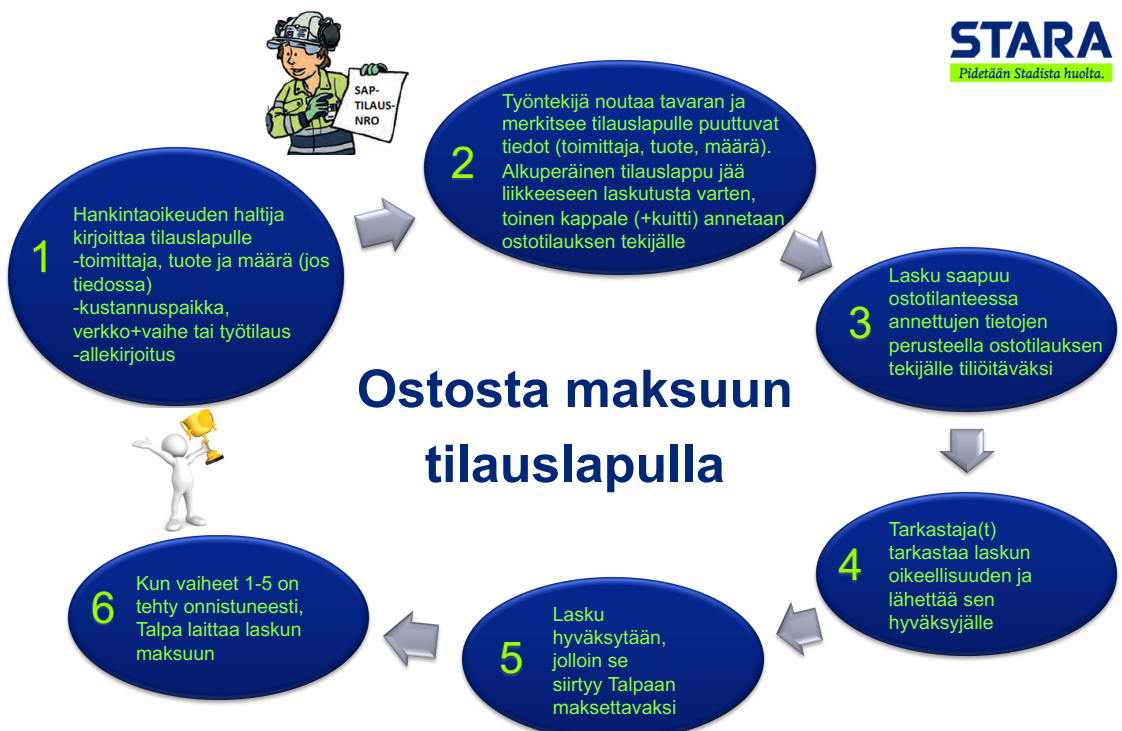 STARA
Pidetään Stadista huolta.
SAP-
TILAUS-
NRO
1
Hankintaoikeuden haltija
kirjoittaa tilauslapulle
-toimittaja, tuote ja määrä (jos
tiedossa)
-kustannuspaikka,
verkko+vaihe tai työtilaus
-allekirjoitus
2
Työntekijä noutaa tavaran ja
merkitsee tilauslapulle puuttuvat
tiedot (toimittaja, tuote, määrä).
Alkuperäinen tilauslappu jää
liikkeeseen laskutusta varten,
toinen kappale (+kuitti) annetaan
ostotilauksen tekijälle
3
Lasku saapuu
ostotilanteessa
annettujen tietojen
perusteella ostotilauksen
tekijälle tiliöitäväksi
Ostosta maksuun
tilauslapulla
4
Tarkastaja(t)
tarkastaa laskun
oikeellisuuden ja
lähettää sen
hyväksyjälle
5
Lasku
hyväksytään,
jolloin se
siirtyy Talpaan
maksettavaksi
6
Kun vaiheet 1-5 on
tehty onnistuneesti,
Talpa laittaa laskun
maksuun